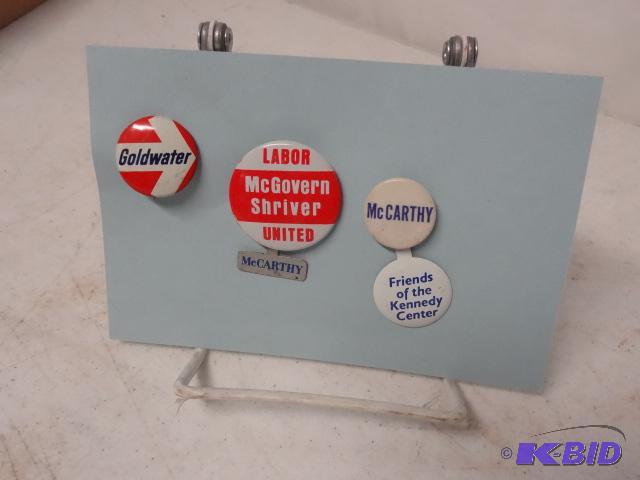 Goldwater
LABOR
McGovern
Shriver
UNITED
McCARTHY
McCARTHY
Friends
of the
Kennedy
Center
© K-BID